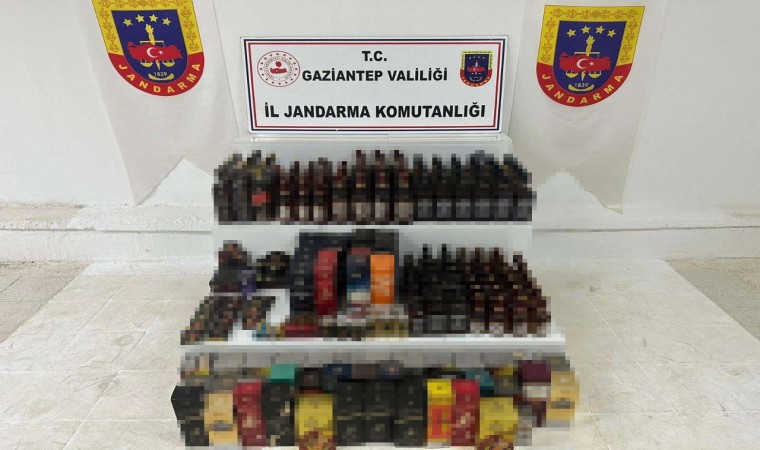 JANDARMA
1839
T.C.
GAZİANTEP VALİLİĞİ
İL JANDARMA KOMUTANLIĞI
JANDARMA
1839